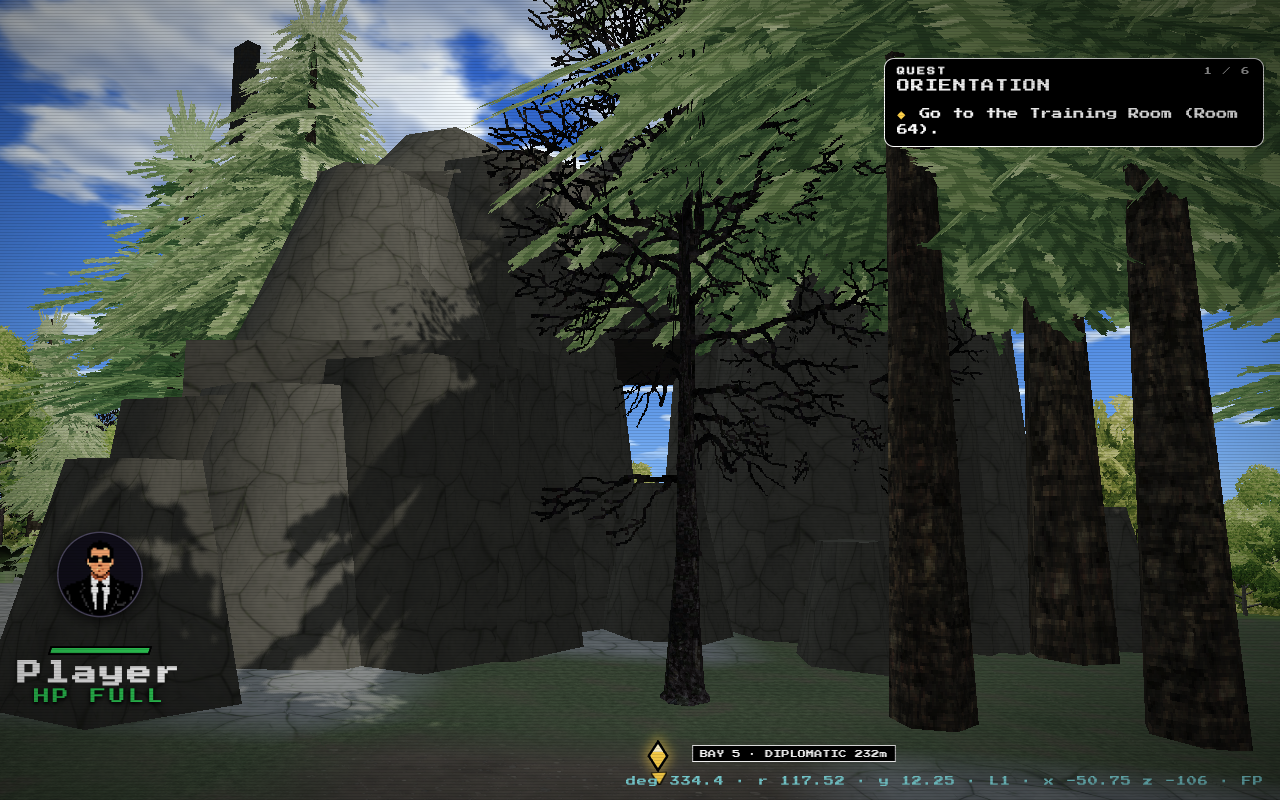 QUEST
1 / 6
ORIENTATION
Go to the Training Room (Room
64).
Player
HP FULL
BAY 5 · DIPLOMATIC 232m
deg 334.4 · r 117.52 · y 12.25 · L1 · x -50.75 z -106 · FP